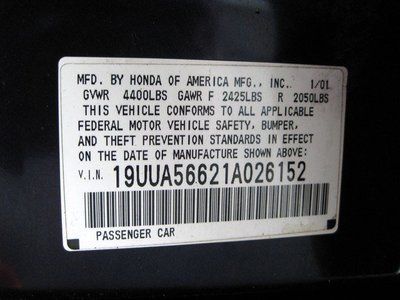 MFD. BY HONDA OF AMERICA MFG., INC.. 1/01
GVWR 4400LBS GAWR F 2425LBS R 2050LBS
THIS VEHICLE CONFORMS TO ALL APPLICABLE
FEDERAL MOTOR VEHICLE SAFETY, BUMPER,
AND THEFT PREVENTION STANDARDS IN EFFECT
ON THE DATE OF MANUFACTURE SHOWN ABOVE:
V.I.N. 19UUA56621A026152
PASSENGER CAR